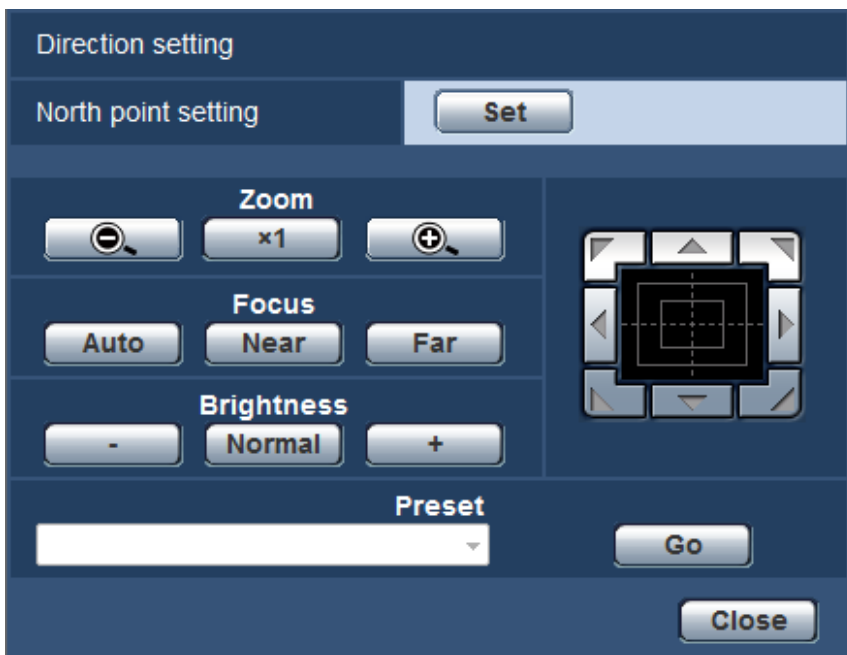 Direction setting
North point setting Set
Zoom
×1
Focus
Auto Near Far
Brightness
- Normal +
Preset
Go
Close